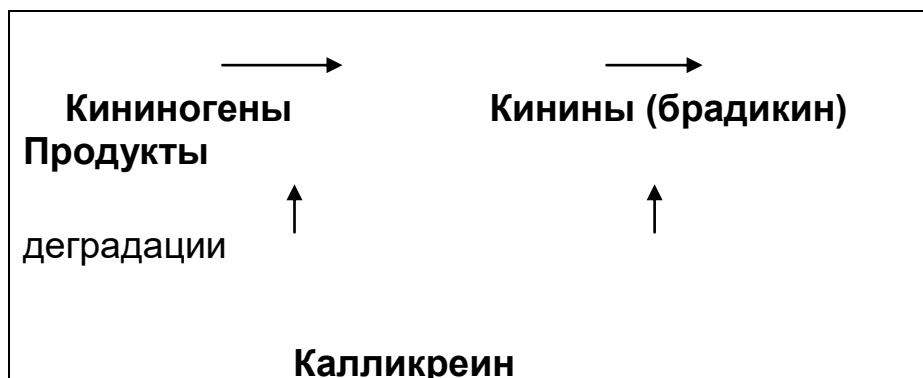 Кининогены Кинины (брадикин)
Продукты
деградации
Калликреин